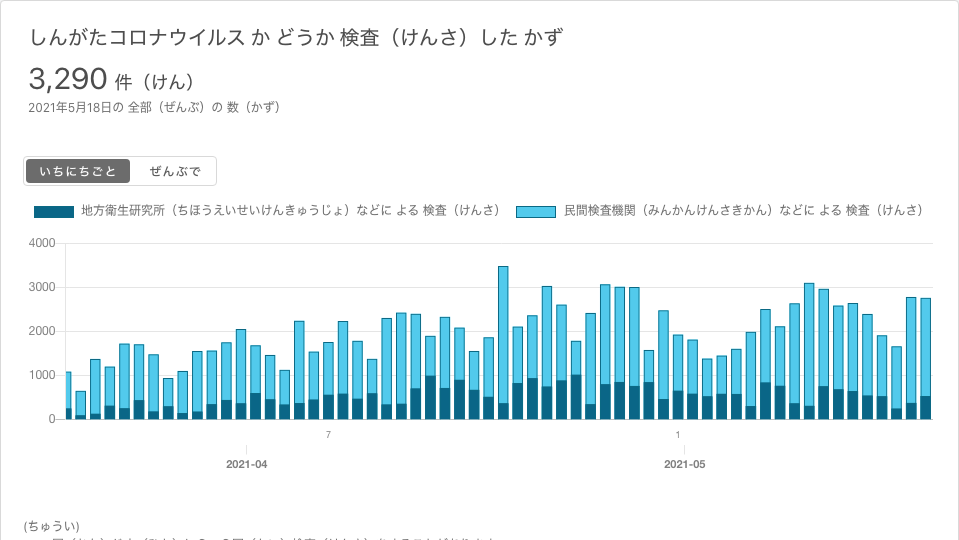 しんがたコロナウイルス か どうか 検査（けんさ）した かず
3,290 件（けん）
2021年5月18日の 全部（ぜんぶ）の 数（かず）
いちにちごと ぜんぶで
地方衛生研究所（ちほうえいせいけんきゅうじょ）などに よる 検査（けんさ） 民間検査機関（みんかんけんさきかん）などに よる 検査（けんさ）
4000
3000
2000
1000
0
7 1
2021-04 2021-05
(ちゅうい)